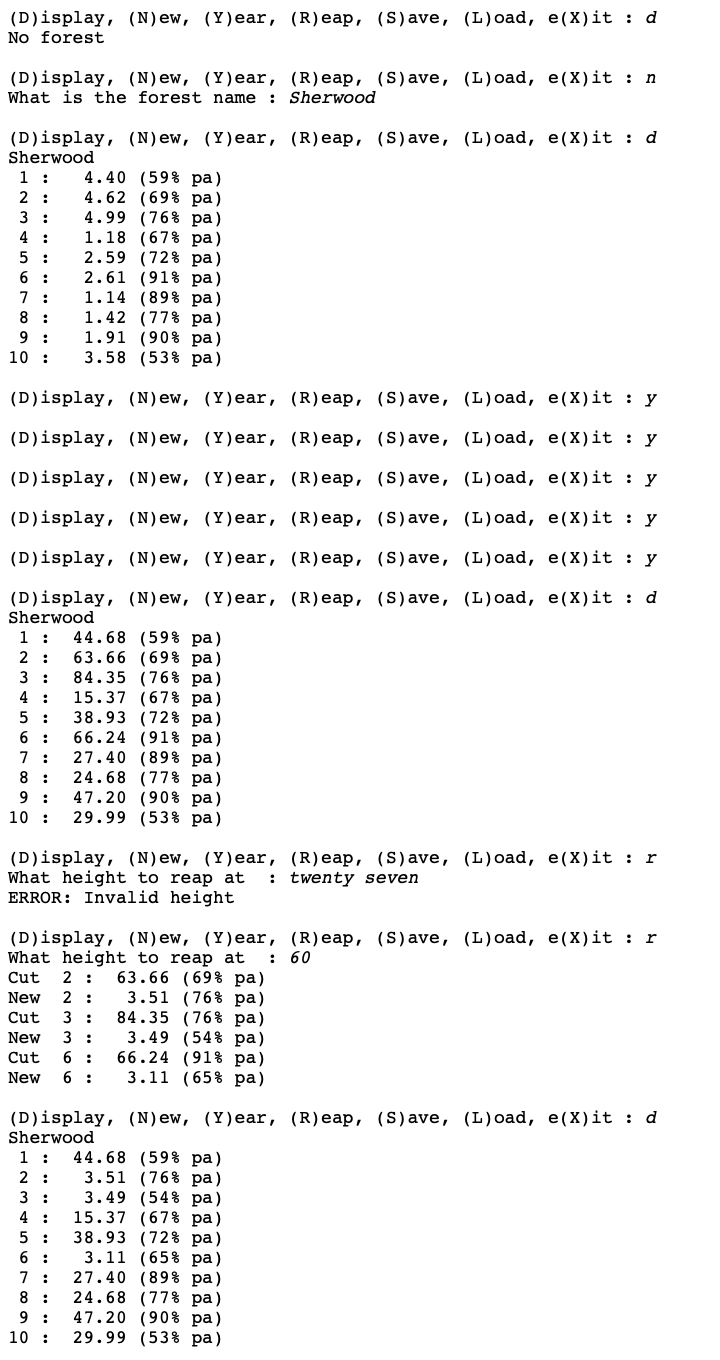 (D)isplay, (N)ew, (Y)ear, (R)eap, (S)ave, (L)oad, e(X)it : d
No forest

(D)isplay, (N)ew, (Y)ear, (R)eap, (S)ave, (L)oad, e(X)it : n
What is the forest name : Sherwood

(D)isplay, (N)ew, (Y)ear, (R)eap, (S)ave, (L)oad, e(X)it : d
Sherwood
 1 :   4.40 (59% pa)
 2 :   4.62 (69% pa)
 3 :   4.99 (76% pa)
 4 :   1.18 (67% pa)
 5 :   2.59 (72% pa)
 6 :   2.61 (91% pa)
 7 :   1.14 (89% pa)
 8 :   1.42 (77% pa)
 9 :   1.91 (90% pa)
10 :   3.58 (53% pa)

(D)isplay, (N)ew, (Y)ear, (R)eap, (S)ave, (L)oad, e(X)it : y

(D)isplay, (N)ew, (Y)ear, (R)eap, (S)ave, (L)oad, e(X)it : y

(D)isplay, (N)ew, (Y)ear, (R)eap, (S)ave, (L)oad, e(X)it : y

(D)isplay, (N)ew, (Y)ear, (R)eap, (S)ave, (L)oad, e(X)it : y

(D)isplay, (N)ew, (Y)ear, (R)eap, (S)ave, (L)oad, e(X)it : y

(D)isplay, (N)ew, (Y)ear, (R)eap, (S)ave, (L)oad, e(X)it : d
Sherwood
 1 :  44.68 (59% pa)
 2 :  63.66 (69% pa)
 3 :  84.35 (76% pa)
 4 :  15.37 (67% pa)
 5 :  38.93 (72% pa)
 6 :  66.24 (91% pa)
 7 :  27.40 (89% pa)
 8 :  24.68 (77% pa)
 9 :  47.20 (90% pa)
10 :  29.99 (53% pa)

(D)isplay, (N)ew, (Y)ear, (R)eap, (S)ave, (L)oad, e(X)it : r
What height to reap at  : twenty seven
ERROR: Invalid height

(D)isplay, (N)ew, (Y)ear, (R)eap, (S)ave, (L)oad, e(X)it : r
What height to reap at  : 60
Cut  2 :  63.66 (69% pa)
New  2 :   3.51 (76% pa)
Cut  3 :  84.35 (76% pa)
New  3 :   3.49 (54% pa)
Cut  6 :  66.24 (91% pa)
New  6 :   3.11 (65% pa)

(D)isplay, (N)ew, (Y)ear, (R)eap, (S)ave, (L)oad, e(X)it : d
Sherwood
 1 :  44.68 (59% pa)
 2 :   3.51 (76% pa)
 3 :   3.49 (54% pa)
 4 :  15.37 (67% pa)
 5 :  38.93 (72% pa)
 6 :   3.11 (65% pa)
 7 :  27.40 (89% pa)
 8 :  24.68 (77% pa)
 9 :  47.20 (90% pa)
10 :  29.99 (53% pa)